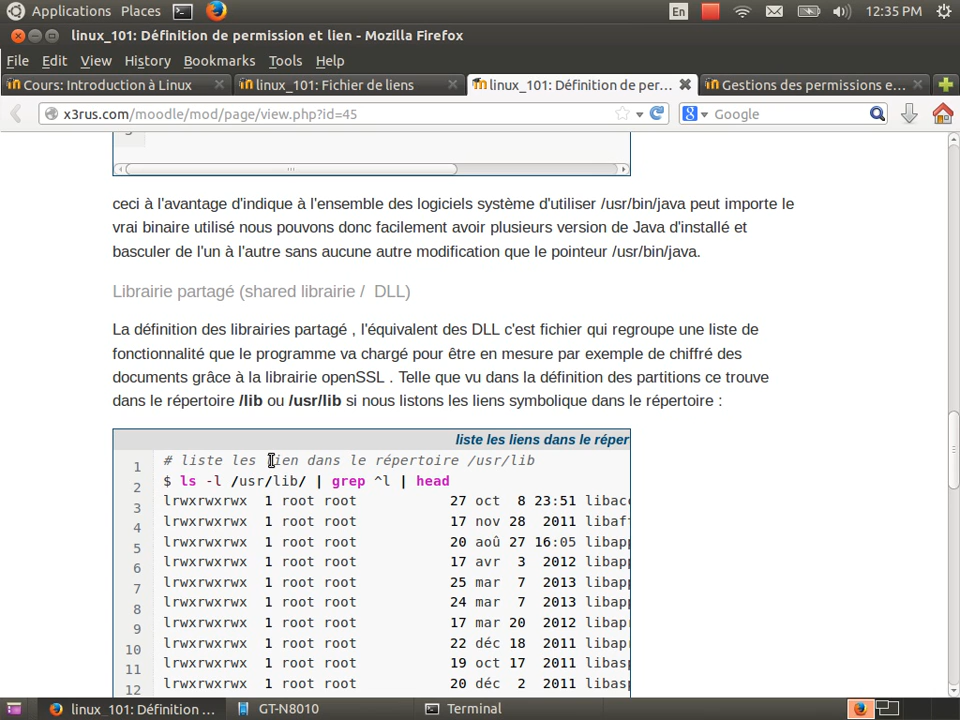 Applications Places En 12:35 PM
linux_101: Définition de permission et lien - Mozilla Firefox
File Edit View History Bookmarks Tools Help
Cours: Introduction à Linux linux_101: Fichier de liens linux_101: Définition de per... Gestions des permissions e...
x3rus.com/moodle/mod/page/view.php?id=45 Google
ceci à l'avantage d'indique à l'ensemble des logiciels système d'utiliser /usr/bin/java peut importe le
vrai binaire utilisé nous pouvons donc facilement avoir plusieurs version de Java d'installé et
basculer de l'un à l'autre sans aucune autre modification que le pointeur /usr/bin/java.
Librairie partagé (shared librairie / DLL)
La définition des librairies partagé , l'équivalent des DLL c'est fichier qui regroupe une liste de
fonctionnalité que le programme va chargé pour être en mesure par exemple de chiffré des
documents grâce à la librairie openSSL . Telle que vu dans la définition des partitions ce trouve
dans le répertoire /lib ou /usr/lib si nous listons les liens symbolique dans le répertoire :
liste les liens dans le réper
1 # liste les lien dans le répertoire /usr/lib
2 $ ls -l /usr/lib/ | grep ^l | head
3 lrwxrwxrwx 1 root root 27 oct 8 23:51 libacc
4 lrwxrwxrwx 1 root root 17 nov 28 2011 libaf
5 lrwxrwxrwx 1 root root 20 aoû 27 16:05 libapp
6 lrwxrwxrwx 1 root root 17 avr 3 2012 libapp
7 lrwxrwxrwx 1 root root 25 mar 7 2013 libapp
8 lrwxrwxrwx 1 root root 24 mar 7 2013 libapp
9 lrwxrwxrwx 1 root root 17 mar 20 2012 libapr
10 lrwxrwxrwx 1 root root 22 déc 18 2011 libapr
11 lrwxrwxrwx 1 root root 19 oct 17 2011 libasp
12 lrwxrwxrwx 1 root root 20 déc 2 2011 libasp
linux_101: Définition ... GT-N8010 Terminal